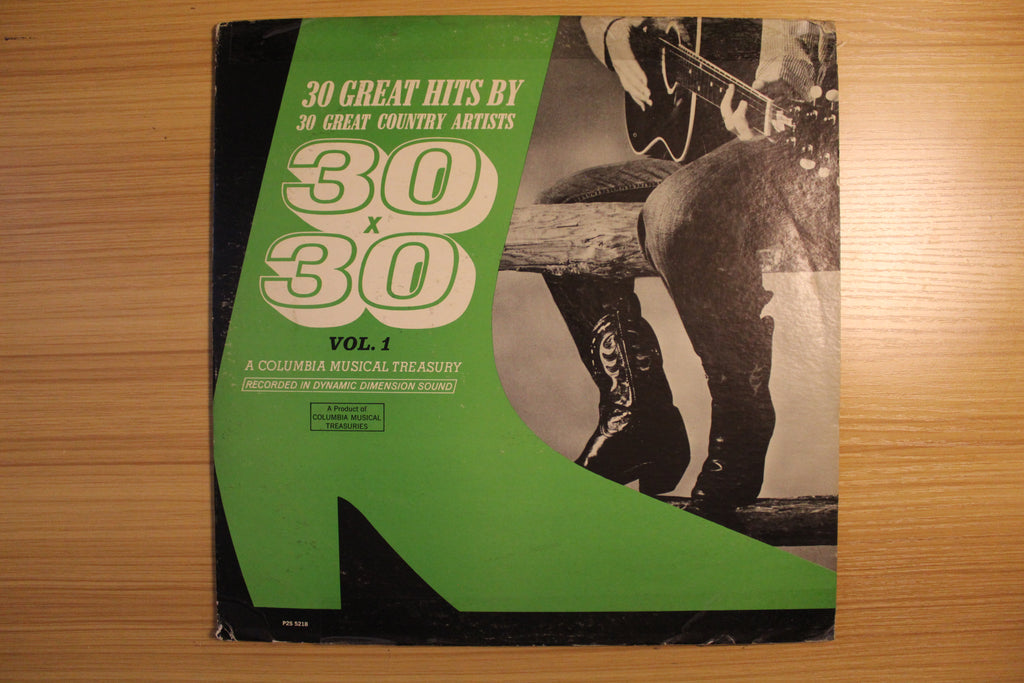 30 GREAT HITS BY
30 GREAT COUNTRY ARTISTS
30
x
30
VOL. 1
A COLUMBIA MUSICAL TREASURY
RECORDED IN DYNAMIC DIMENSION SOUND
A Product of
COLUMBIA MUSICAL
TREASURIES
P2S 5218